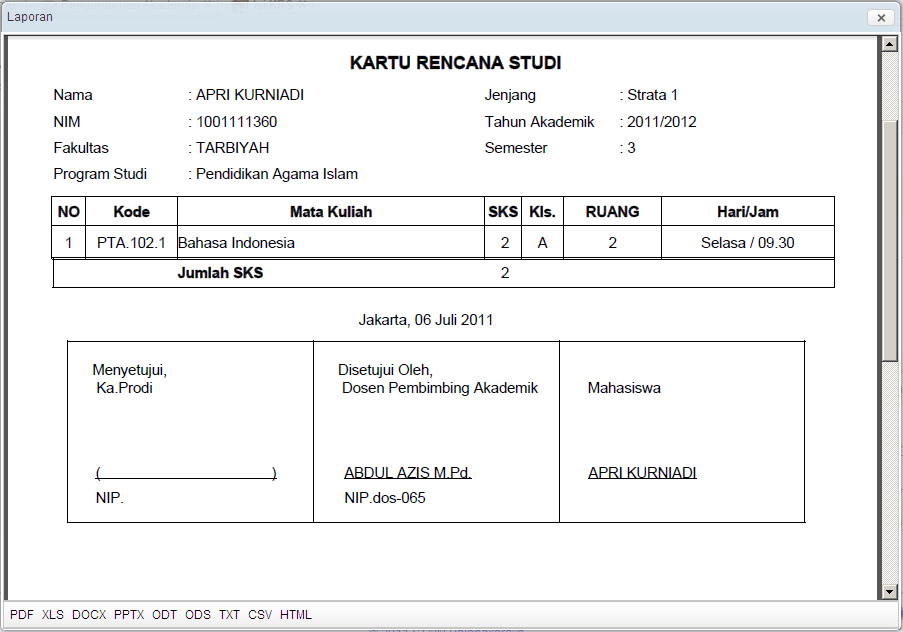 Laporan
KARTU RENCANA STUDI
Nama : APRI KURNIADI Jenjang : Strata 1
NIM : 1001111360 Tahun Akademik : 2011/2012
Fakultas : TARBIYAH Semester : 3
Program Studi : Pendidikan Agama Islam
NO Kode Mata Kuliah SKS Kls. RUANG Hari/Jam
1 PTA.102.1 Bahasa Indonesia 2 A 2 Selasa / 09.30
Jumlah SKS 2
Jakarta, 06 Juli 2011
Menyetujui, Disetujui Oleh,
Ka.Prodi Dosen Pembimbing Akademik Mahasiswa
( ) ABDUL AZIS M.Pd. APRI KURNIADI
NIP. NIP.dos-065
PDF XLS DOCX PPTX ODT ODS TXT CSV HTML